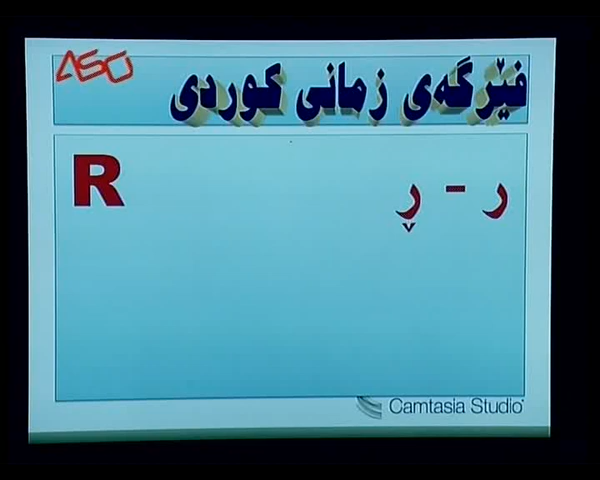 ASO
فێرگەی زمانی کوردی
R
ر - ڕ
Camtasia Studio